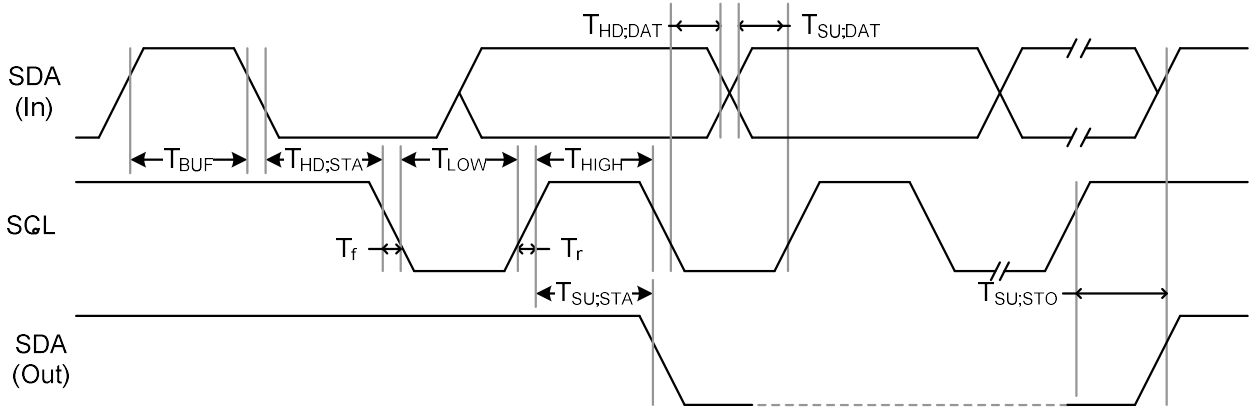 THD;DAT
TSU;DAT
SDA
(In)
TBUF
THD;STA
TLOW
THIGH
SCL
Tf
Tr
TSU;STA
TSU;STO
SDA
(Out)